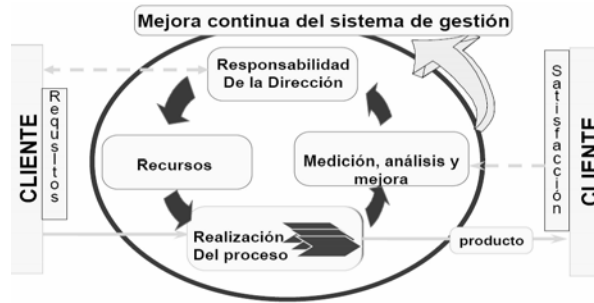 Mejora continua del sistema de gestión
Responsabilidad
De la Dirección
CLIENTE
Requsitos
Recursos
Medición, análisis y
mejora
Realización
Del proceso
producto
Satisfacción
CLIENTE